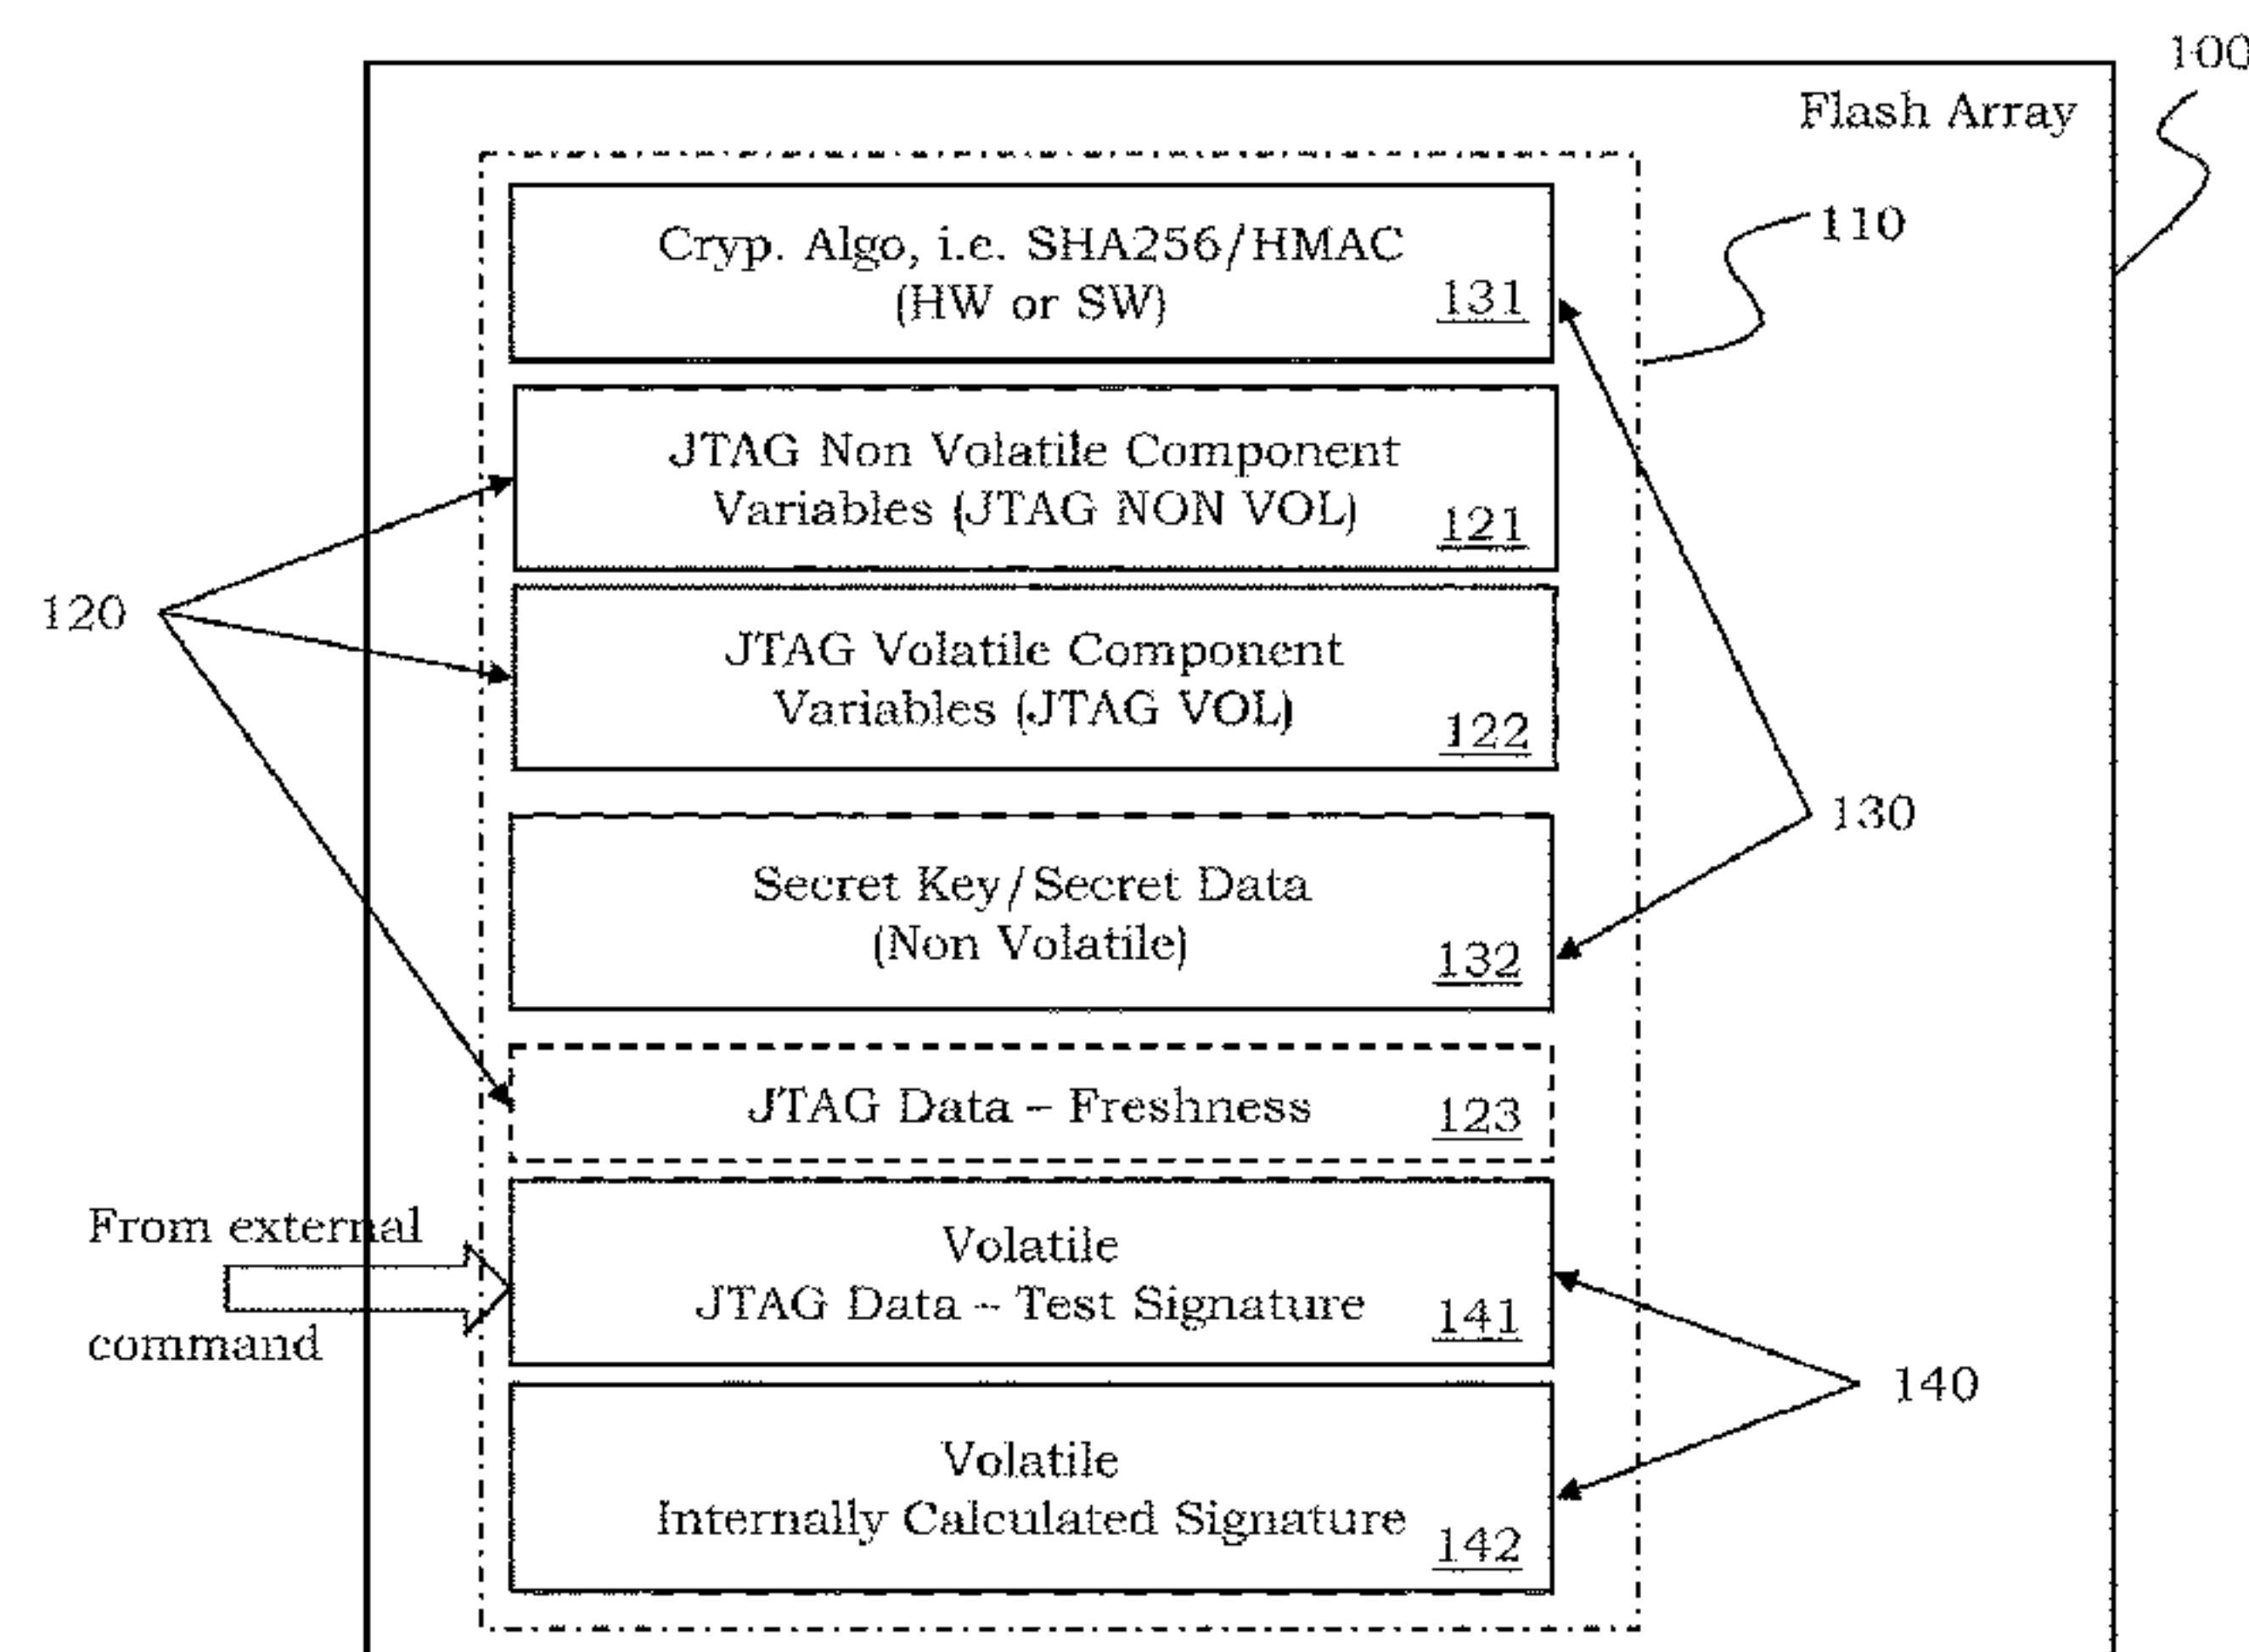 100
Flash Array
110
Cryp. Algo, i.e. SHA256/HMAC
(HW or SW)
131
JTAG Non Volatile Component
Variables (JTAG NON VOL)
121
120
JTAG Volatile Component
Variables (JTAG VOL)
122
130
Secret Key/Secret Data
(Non Volatile)
132
JTAG Data – Freshness
123
From external
command
Volatile
JTAG Data – Test Signature
141
140
Volatile
Internally Calculated Signature
142